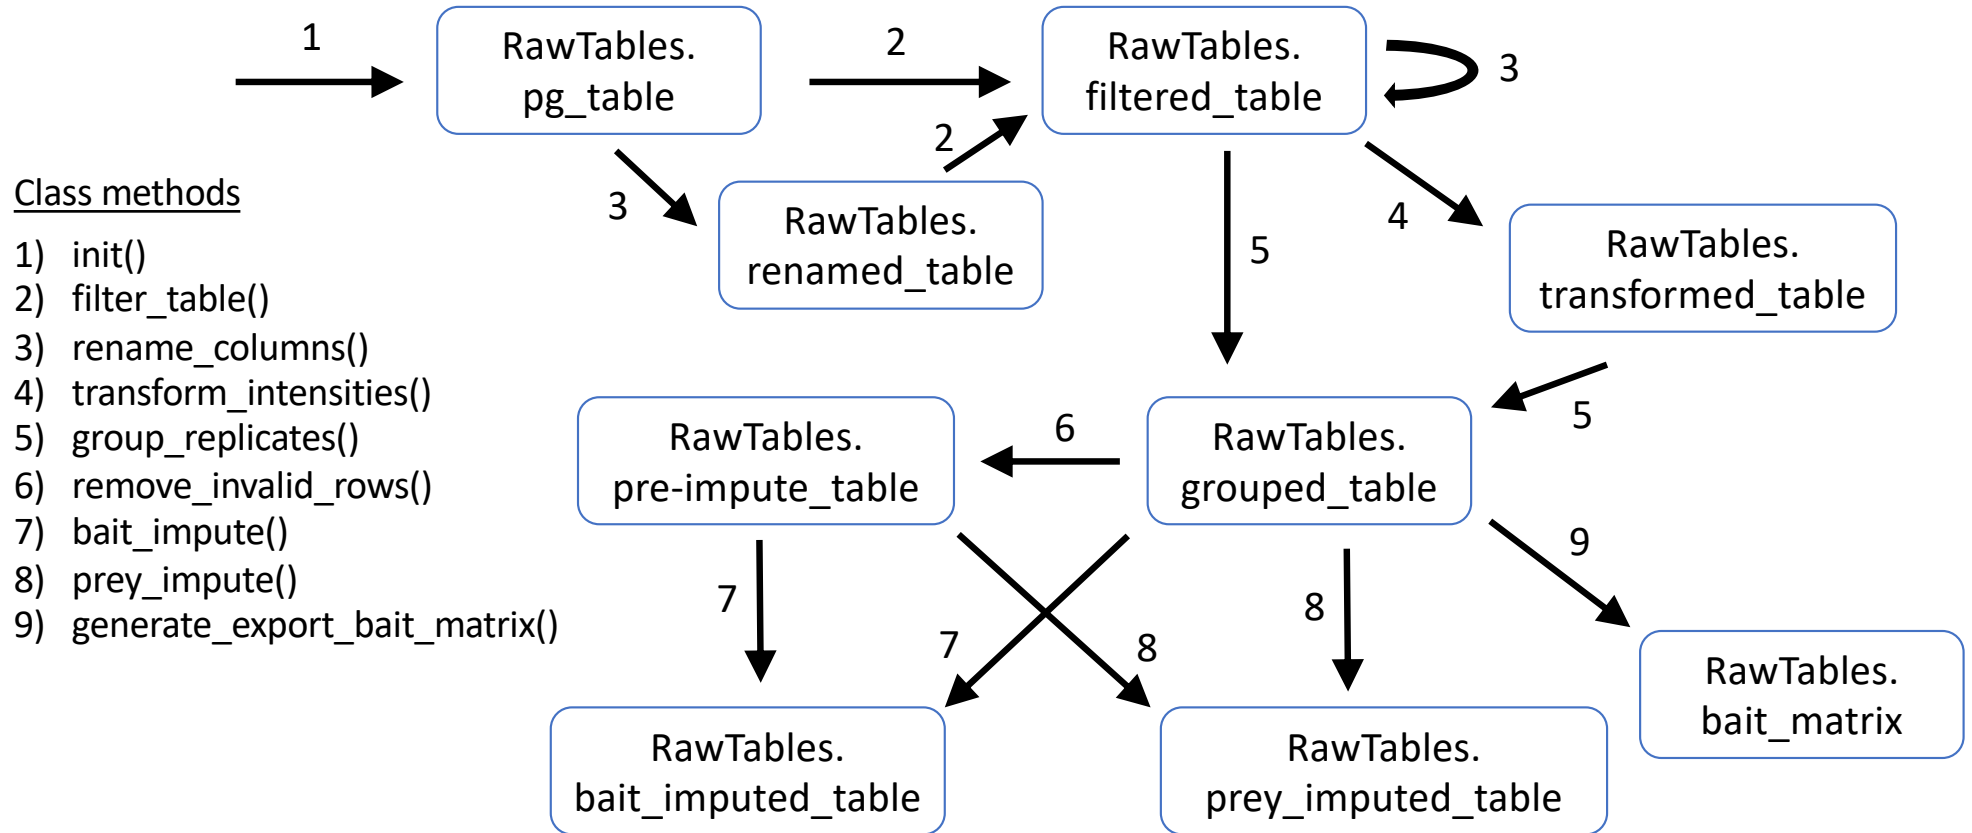 1
RawTables.
pg_table
2
RawTables.
filtered_table
3
2
3
RawTables.
renamed_table
4
5
RawTables.
transformed_table
Class methods
1) init()
2) filter_table()
3) rename_columns()
4) transform_intensities()
5) group_replicates()
6) remove_invalid_rows()
7) bait_impute()
8) prey_impute()
9) generate_export_bait_matrix()
5
RawTables.
pre-impute_table
6
RawTables.
grouped_table
7
7
8
8
9
RawTables.
bait_matrix
RawTables.
bait_imputed_table
RawTables.
prey_imputed_table